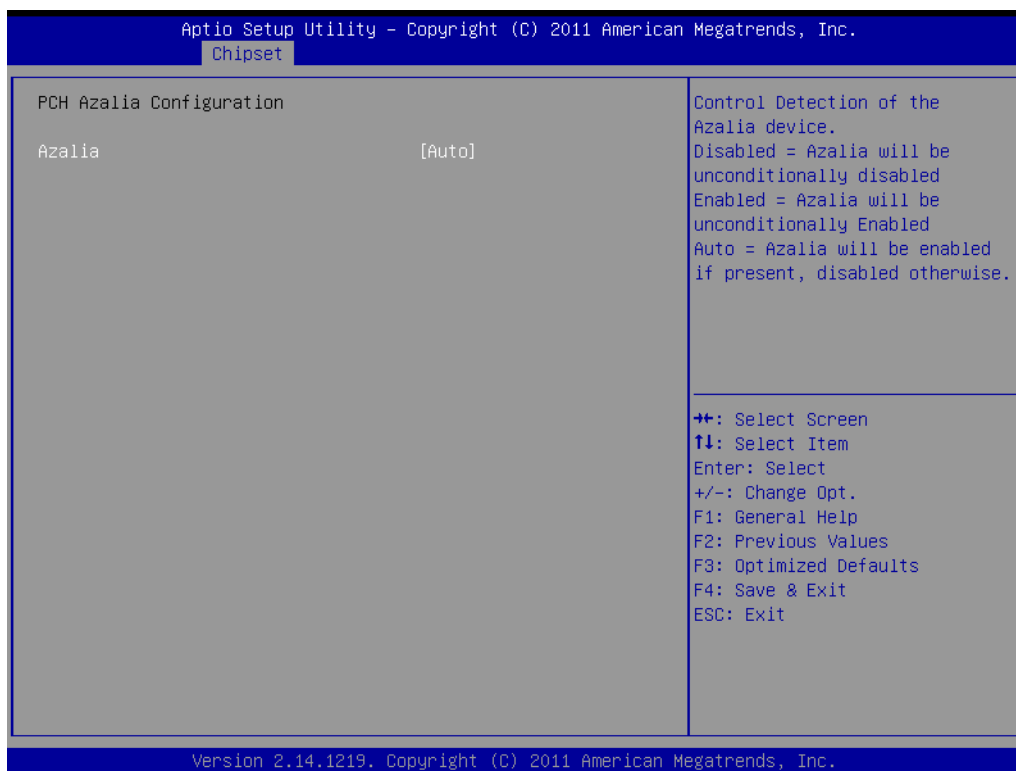 Aptio Setup Utility – Copyright (C) 2011 American Megatrends, Inc.
Chipset
PCH Azalia Configuration
Azalia [Auto]
Control Detection of the
Azalia device.
Disabled = Azalia will be
unconditionally disabled
Enabled = Azalia will be
unconditionally Enabled
Auto = Azalia will be enabled
if present, disabled otherwise.
→←: Select Screen
↑↓: Select Item
Enter: Select
+/-: Change Opt.
F1: General Help
F2: Previous Values
F3: Optimized Defaults
F4: Save & Exit
ESC: Exit
Version 2.14.1219. Copyright (C) 2011 American Megatrends, Inc.